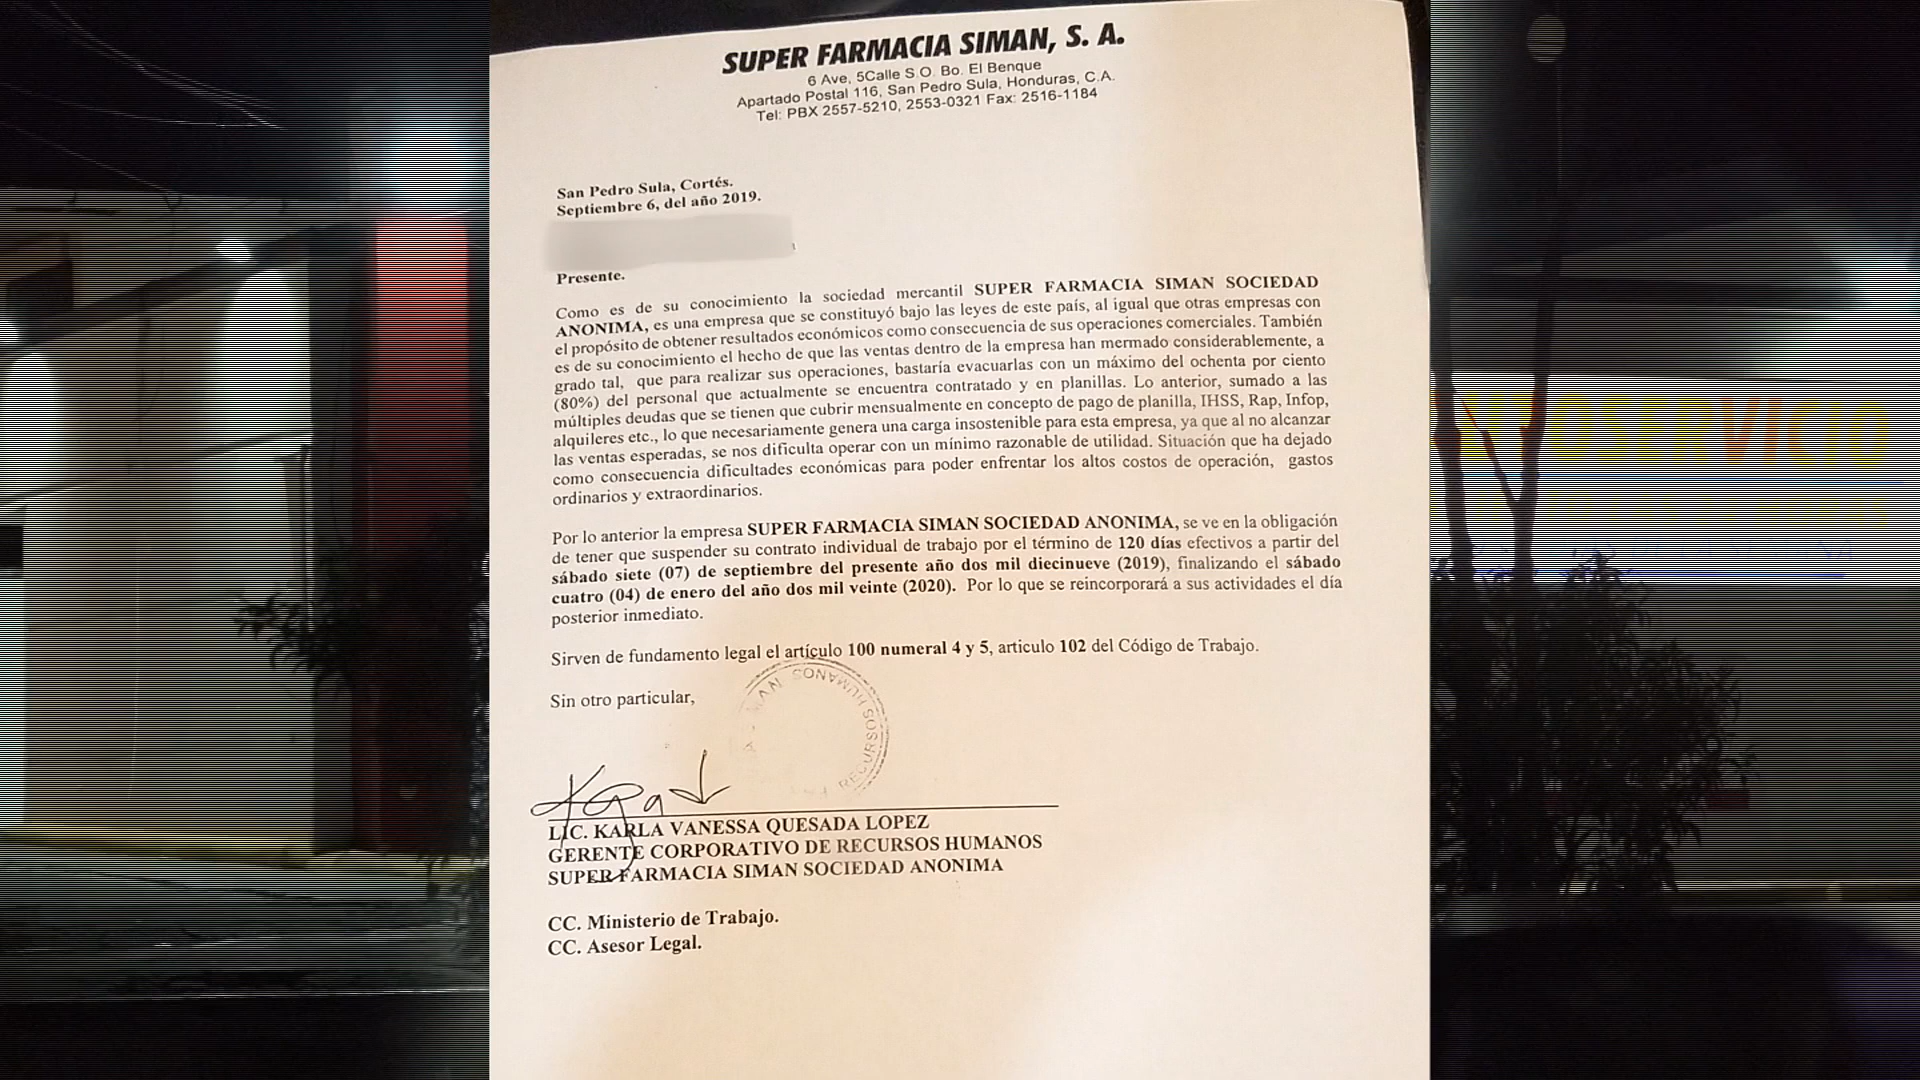 SUPER FARMACIA SIMAN, S. A.
6 Ave, 5Calle S.O. Bo. El Benque
Apartado Postal 116, San Pedro Sula, Honduras, C.A.
Tel: PBX 2557-5210, 2553-0321 Fax: 2516-1184
San Pedro Sula, Cortés.
Septiembre 6, del año 2019.
Presente.
Como es de su conocimiento la sociedad mercantil SUPER FARMACIA SIMAN SOCIEDAD
ANONIMA, es una empresa que se constituyó bajo las leyes de este país, al igual que otras empresas con
el propósito de obtener resultados económicos como consecuencia de sus operaciones comerciales. También
es de su conocimiento el hecho de que las ventas dentro de la empresa han mermado considerablemente, a
grado tal, que para realizar sus operaciones, bastaría evacuarlas con un máximo del ochenta por ciento
(80%) del personal que actualmente se encuentra contratado y en planillas. Lo anterior, sumado a las
múltiples deudas que se tienen que cubrir mensualmente en concepto de pago de planilla, IHSS, Rap, Infop,
alquileres etc., lo que necesariamente genera una carga insostenible para esta empresa, ya que al no alcanzar
las ventas esperadas, se nos dificulta operar con un mínimo razonable de utilidad. Situación que ha dejado
como consecuencia dificultades económicas para poder enfrentar los altos costos de operación, gastos
ordinarios y extraordinarios.
Por lo anterior la empresa SUPER FARMACIA SIMAN SOCIEDAD ANONIMA, se ve en la obligación
de tener que suspender su contrato individual de trabajo por el término de 120 días efectivos a partir del
sábado siete (07) de septiembre del presente año dos mil diecinueve (2019), finalizando el sábado
cuatro (04) de enero del año dos mil veinte (2020). Por lo que se reincorporará a sus actividades el día
posterior inmediato.
Sirven de fundamento legal el artículo 100 numeral 4 y 5, articulo 102 del Código de Trabajo.
Sin otro particular,
RECURSOS HUMANOS
LIC. KARLA VANESSA QUESADA LOPEZ
GERENTE CORPORATIVO DE RECURSOS HUMANOS
SUPER FARMACIA SIMAN SOCIEDAD ANONIMA
CC. Ministerio de Trabajo.
CC. Asesor Legal.